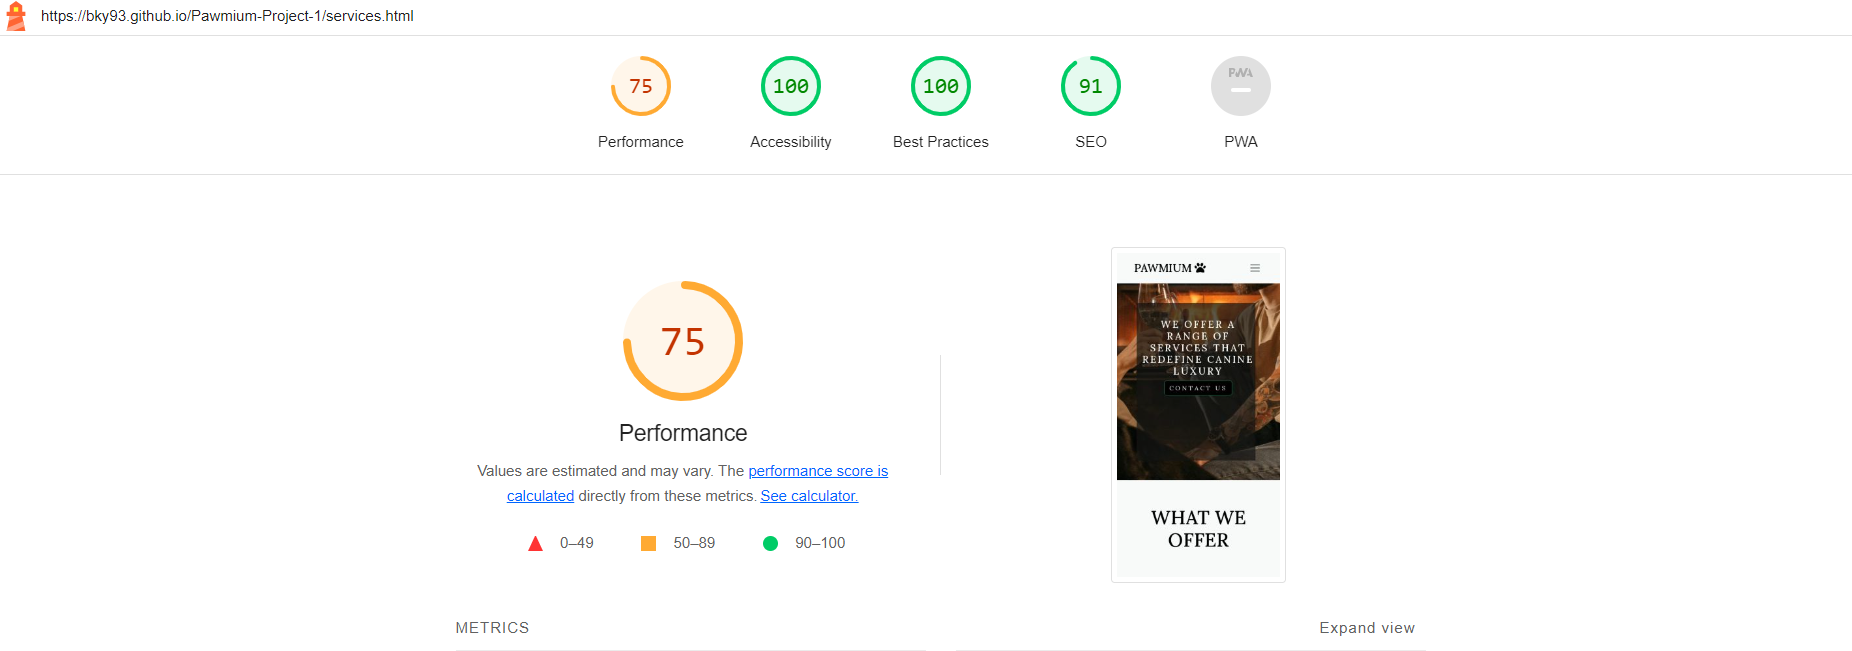 https://bky93.github.io/Pawmium-Project-1/services.html
75
100
100
91
PWA
Performance
Accessibility
Best Practices
SEO
PWA
75
Performance
Values are estimated and may vary. The performance score is
calculated directly from these metrics. See calculator.
0–49
50–89
90–100
PAWMIUM
WE OFFER A
RANGE OF
SERVICES THAT
REDEFINE CANINE
LUXURY
CONTACT US
WHAT WE
OFFER
METRICS
Expand view